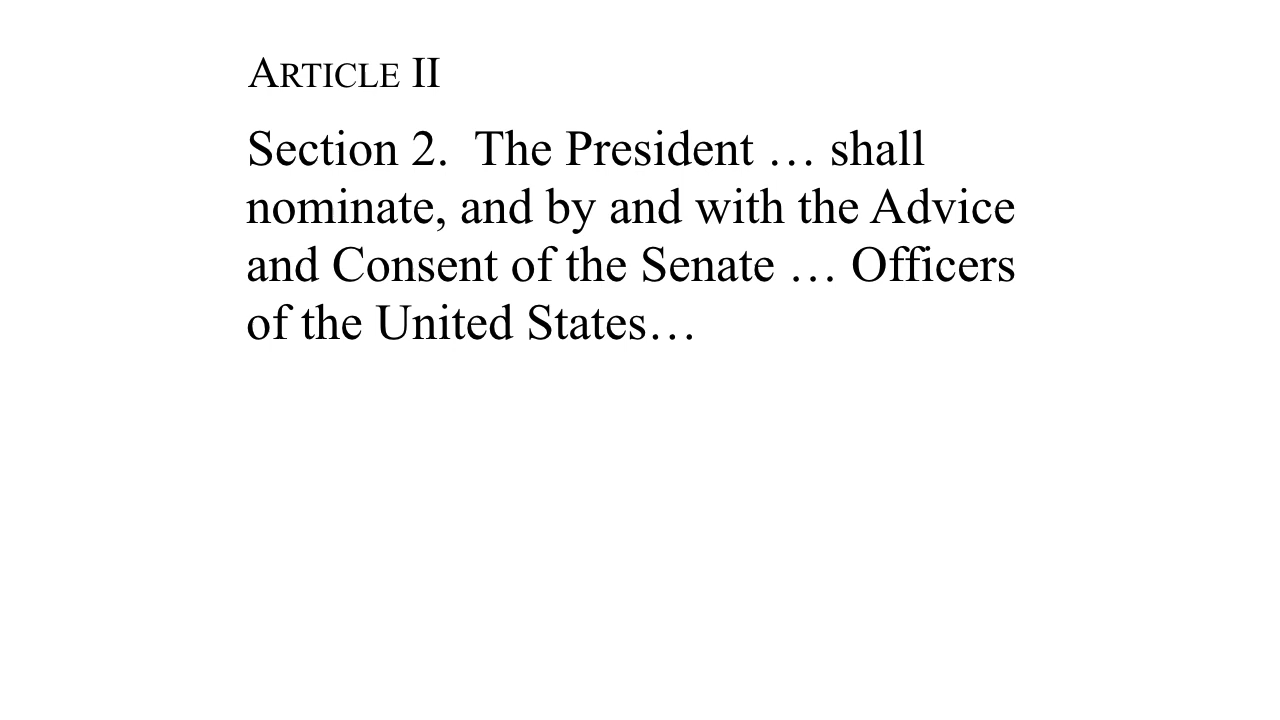 ARTICLE II
Section 2.  The President … shall
nominate, and by and with the Advice
and Consent of the Senate … Officers
of the United States…